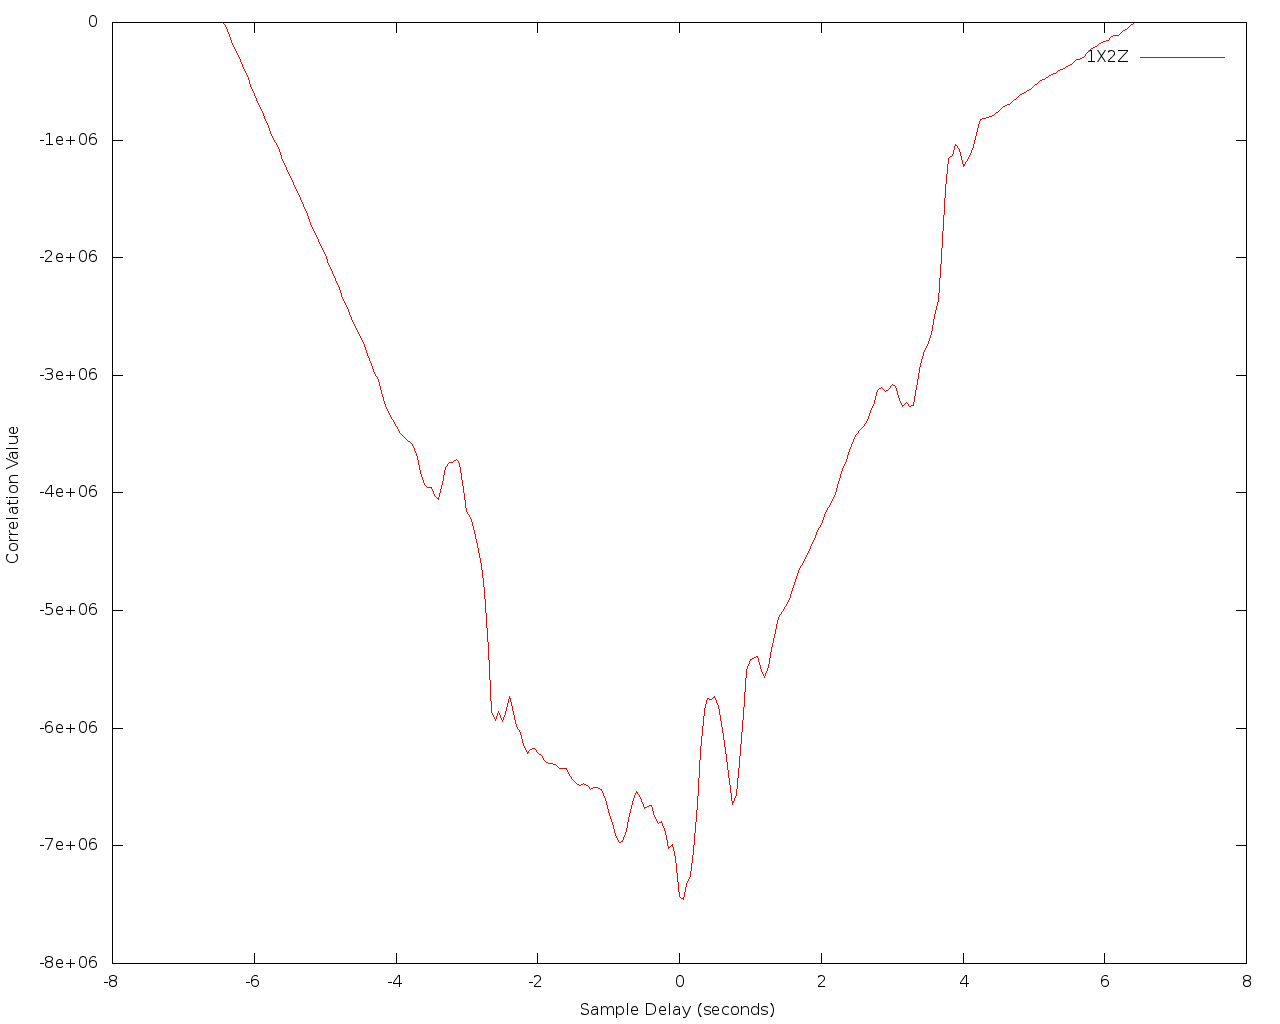 0
-1e+06
-2e+06
-3e+06
-4e+06
-5e+06
-6e+06
-7e+06
-8e+06
-8 -6 -4 -2 0 2 4 6 8
Correlation Value
Sample Delay (seconds)
1X2Z